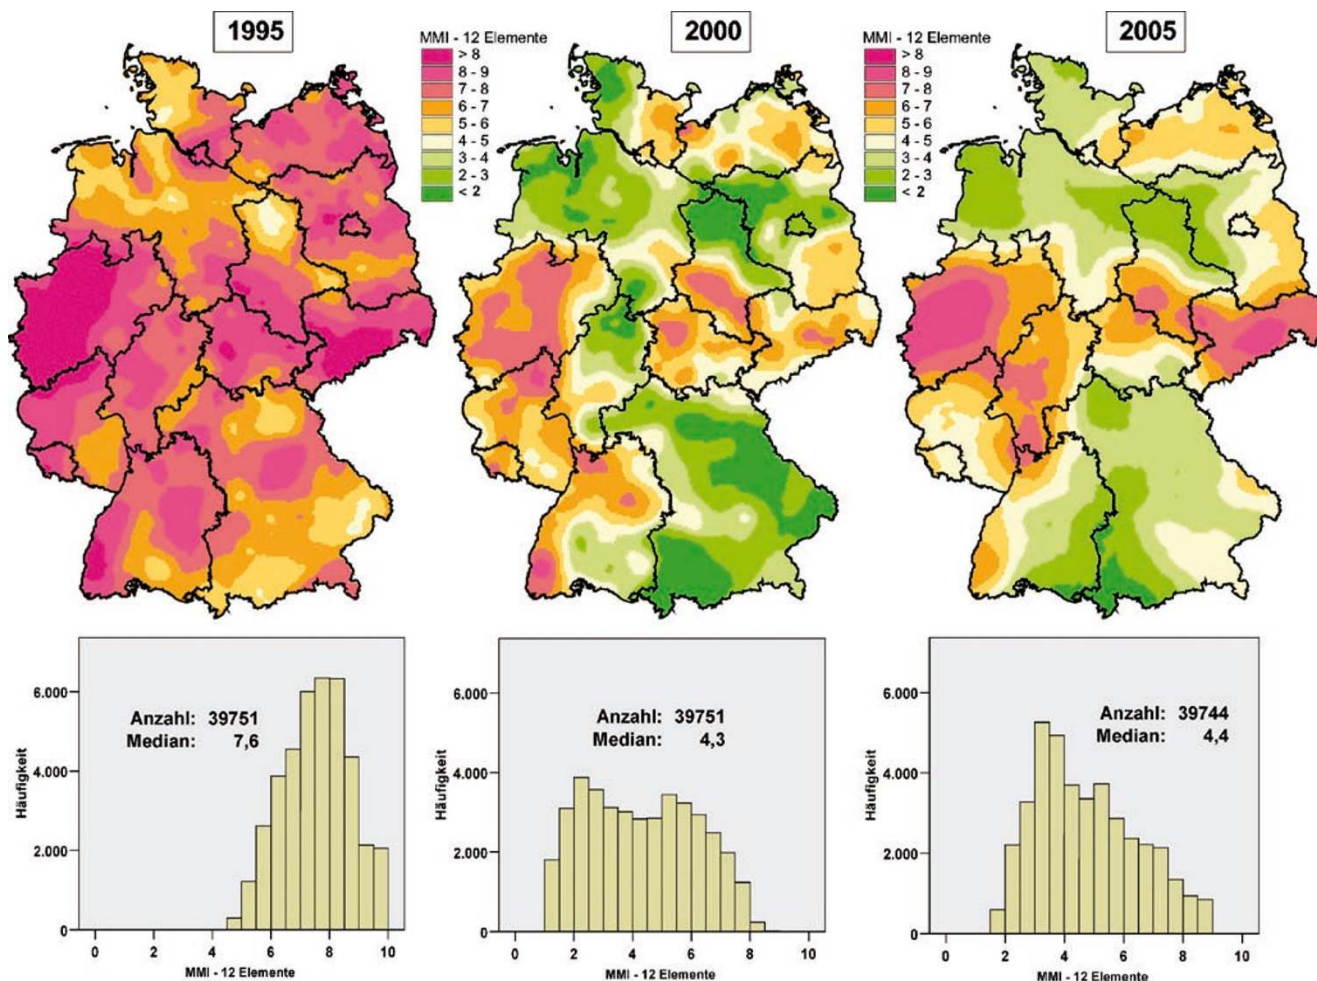 1995
2000
2005
MMI - 12 Elemente
> 8
8 - 9
7 - 8
6 - 7
5 - 6
4 - 5
3 - 4
2 - 3
< 2
MMI - 12 Elemente
> 8
8 - 9
7 - 8
6 - 7
5 - 6
4 - 5
3 - 4
2 - 3
< 2
Häufigkeit
6.000
4.000
2.000
0
Anzahl: 39751
Median: 7,6
0 2 4 6 8 10
MMI - 12 Elemente
Häufigkeit
6.000
4.000
2.000
0
Anzahl: 39751
Median: 4,3
0 2 4 6 8 10
MMI - 12 Elemente
Häufigkeit
6.000
4.000
2.000
0
Anzahl: 39744
Median: 4,4
0 2 4 6 8 10
MMI - 12 Elemente